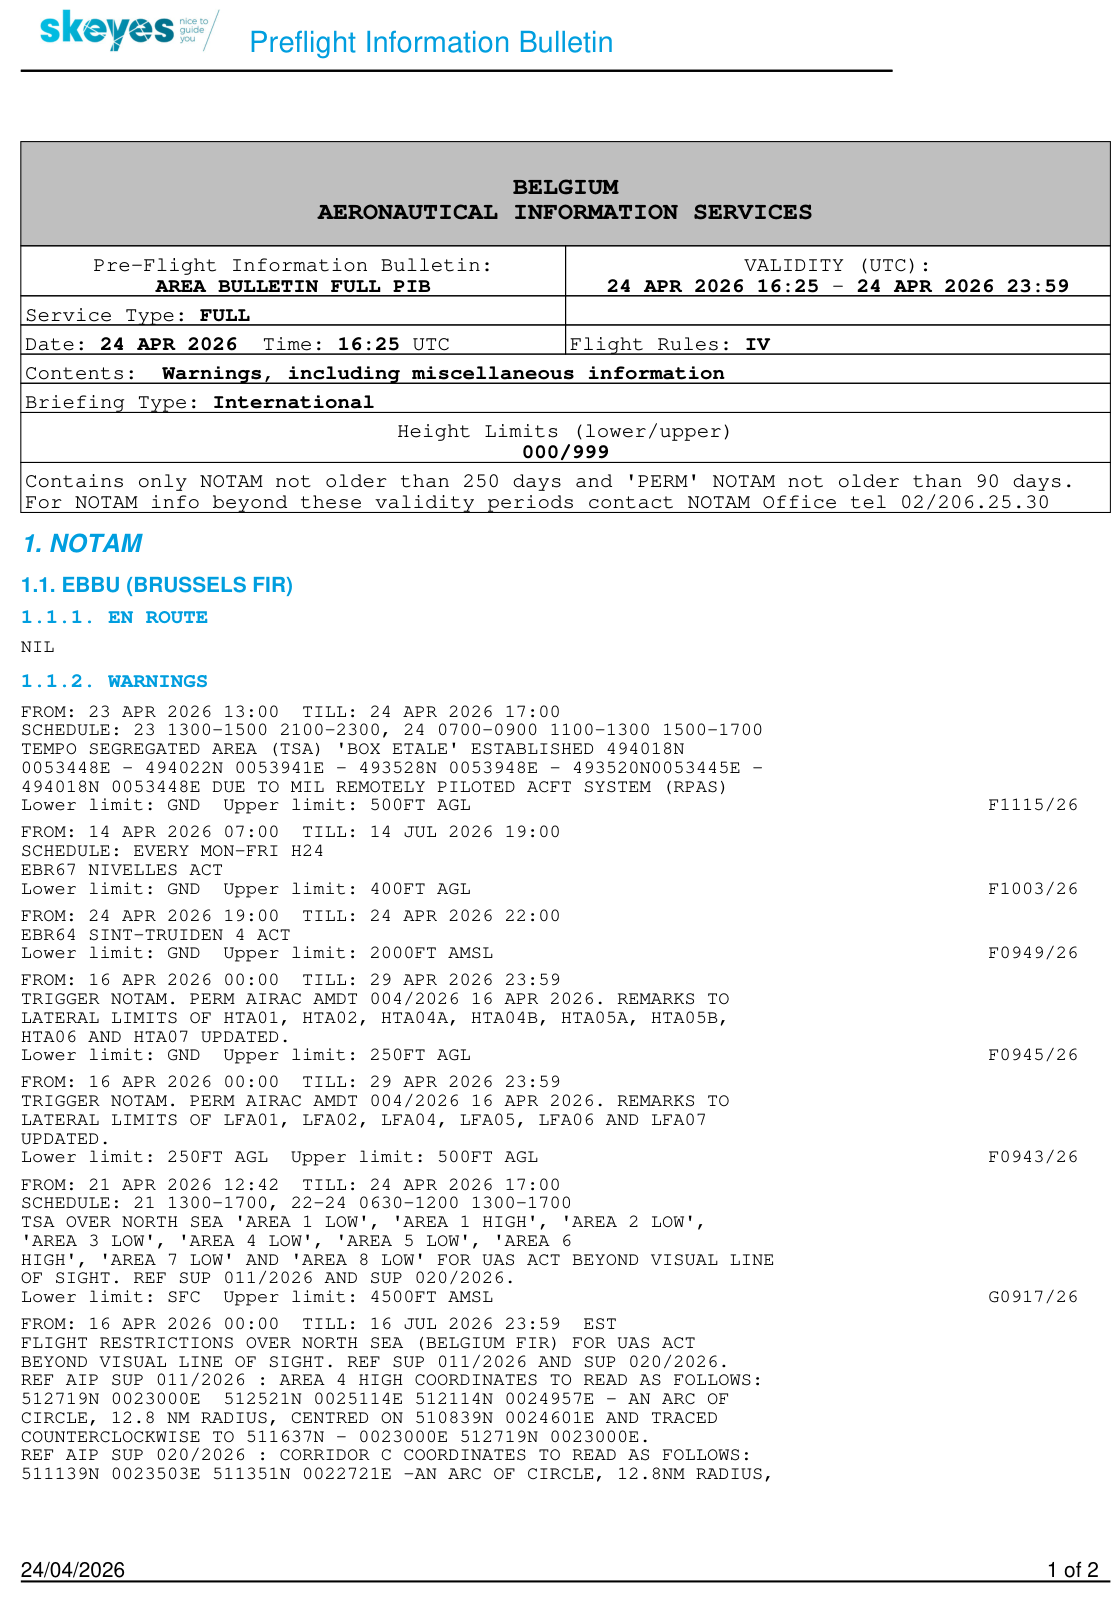 skeyes nice to guide you
Preflight Information Bulletin
BELGIUM
AERONAUTICAL INFORMATION SERVICES
Pre-Flight Information Bulletin:
AREA BULLETIN FULL PIB
VALIDITY (UTC):
24 APR 2026 16:25 - 24 APR 2026 23:59
Service Type: FULL
Date: 24 APR 2026  Time: 16:25 UTC
Flight Rules: IV
Contents:  Warnings, including miscellaneous information
Briefing Type: International
Height Limits (lower/upper)
000/999
Contains only NOTAM not older than 250 days and 'PERM' NOTAM not older than 90 days.
For NOTAM info beyond these validity periods contact NOTAM Office tel 02/206.25.30
1. NOTAM
1.1. EBBU (BRUSSELS FIR)
1.1.1. EN ROUTE
NIL
1.1.2. WARNINGS
FROM: 23 APR 2026 13:00  TILL: 24 APR 2026 17:00
SCHEDULE: 23 1300-1500 2100-2300, 24 0700-0900 1100-1300 1500-1700
TEMPO SEGREGATED AREA (TSA) 'BOX ETALE' ESTABLISHED 494018N
0053448E - 494022N 0053941E - 493528N 0053948E - 493520N0053445E -
494018N 0053448E DUE TO MIL REMOTELY PILOTED ACFT SYSTEM (RPAS)
Lower limit: GND  Upper limit: 500FT AGL F1115/26
FROM: 14 APR 2026 07:00  TILL: 14 JUL 2026 19:00
SCHEDULE: EVERY MON-FRI H24
EBR67 NIVELLES ACT
Lower limit: GND  Upper limit: 400FT AGL F1003/26
FROM: 24 APR 2026 19:00  TILL: 24 APR 2026 22:00
EBR64 SINT-TRUIDEN 4 ACT
Lower limit: GND  Upper limit: 2000FT AMSL F0949/26
FROM: 16 APR 2026 00:00  TILL: 29 APR 2026 23:59
TRIGGER NOTAM. PERM AIRAC AMDT 004/2026 16 APR 2026. REMARKS TO
LATERAL LIMITS OF HTA01, HTA02, HTA04A, HTA04B, HTA05A, HTA05B,
HTA06 AND HTA07 UPDATED.
Lower limit: GND  Upper limit: 250FT AGL F0945/26
FROM: 16 APR 2026 00:00  TILL: 29 APR 2026 23:59
TRIGGER NOTAM. PERM AIRAC AMDT 004/2026 16 APR 2026. REMARKS TO
LATERAL LIMITS OF LFA01, LFA02, LFA04, LFA05, LFA06 AND LFA07
UPDATED.
Lower limit: 250FT AGL  Upper limit: 500FT AGL F0943/26
FROM: 21 APR 2026 12:42  TILL: 24 APR 2026 17:00
SCHEDULE: 21 1300-1700, 22-24 0630-1200 1300-1700
TSA OVER NORTH SEA 'AREA 1 LOW', 'AREA 1 HIGH', 'AREA 2 LOW',
'AREA 3 LOW', 'AREA 4 LOW', 'AREA 5 LOW', 'AREA 6
HIGH', 'AREA 7 LOW' AND 'AREA 8 LOW' FOR UAS ACT BEYOND VISUAL LINE
OF SIGHT. REF SUP 011/2026 AND SUP 020/2026.
Lower limit: SFC  Upper limit: 4500FT AMSL G0917/26
FROM: 16 APR 2026 00:00  TILL: 16 JUL 2026 23:59  EST
FLIGHT RESTRICTIONS OVER NORTH SEA (BELGIUM FIR) FOR UAS ACT
BEYOND VISUAL LINE OF SIGHT. REF SUP 011/2026 AND SUP 020/2026.
REF AIP SUP 011/2026 : AREA 4 HIGH COORDINATES TO READ AS FOLLOWS:
512719N 0023000E  512521N 0025114E 512114N 0024957E - AN ARC OF
CIRCLE, 12.8 NM RADIUS, CENTRED ON 510839N 0024601E AND TRACED
COUNTERCLOCKWISE TO 511637N - 0023000E 512719N 0023000E.
REF AIP SUP 020/2026 : CORRIDOR C COORDINATES TO READ AS FOLLOWS:
511139N 0023503E 511351N 0022721E -AN ARC OF CIRCLE, 12.8NM RADIUS,
24/04/2026
1 of 2